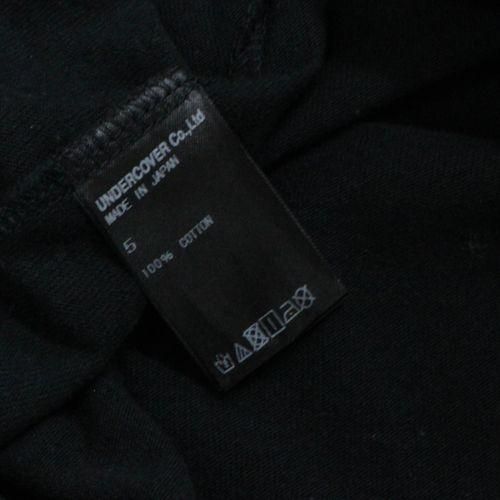 UNDERCOVER Co.,Ltd
MADE IN JAPAN
5
100% COTTON